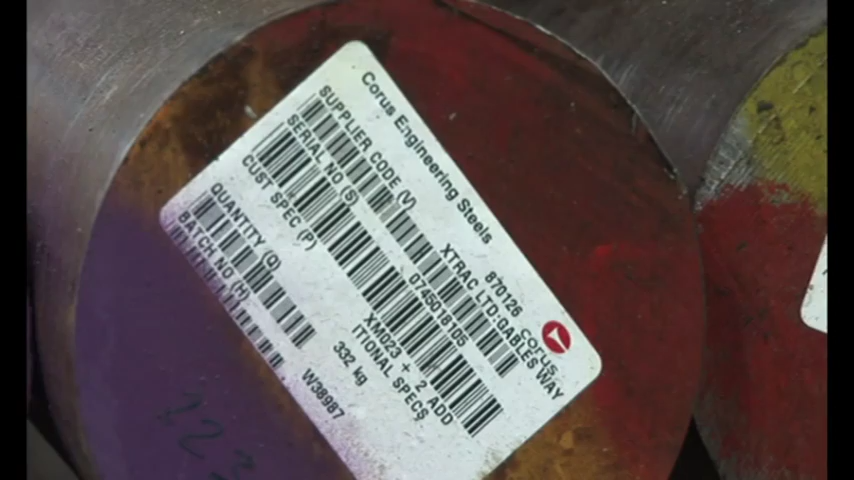 Corus Engineering Steels
corus
SUPPLIER CODE (V)
870126
XTRAC LTD:GABLES WAY
SERIAL NO (S)
0745018105
CUST SPEC (P)
XM023 + 2 ADD
ITIONAL SPECS
QUANTITY (Q)
332 kg
BATCH NO (H)
W38987